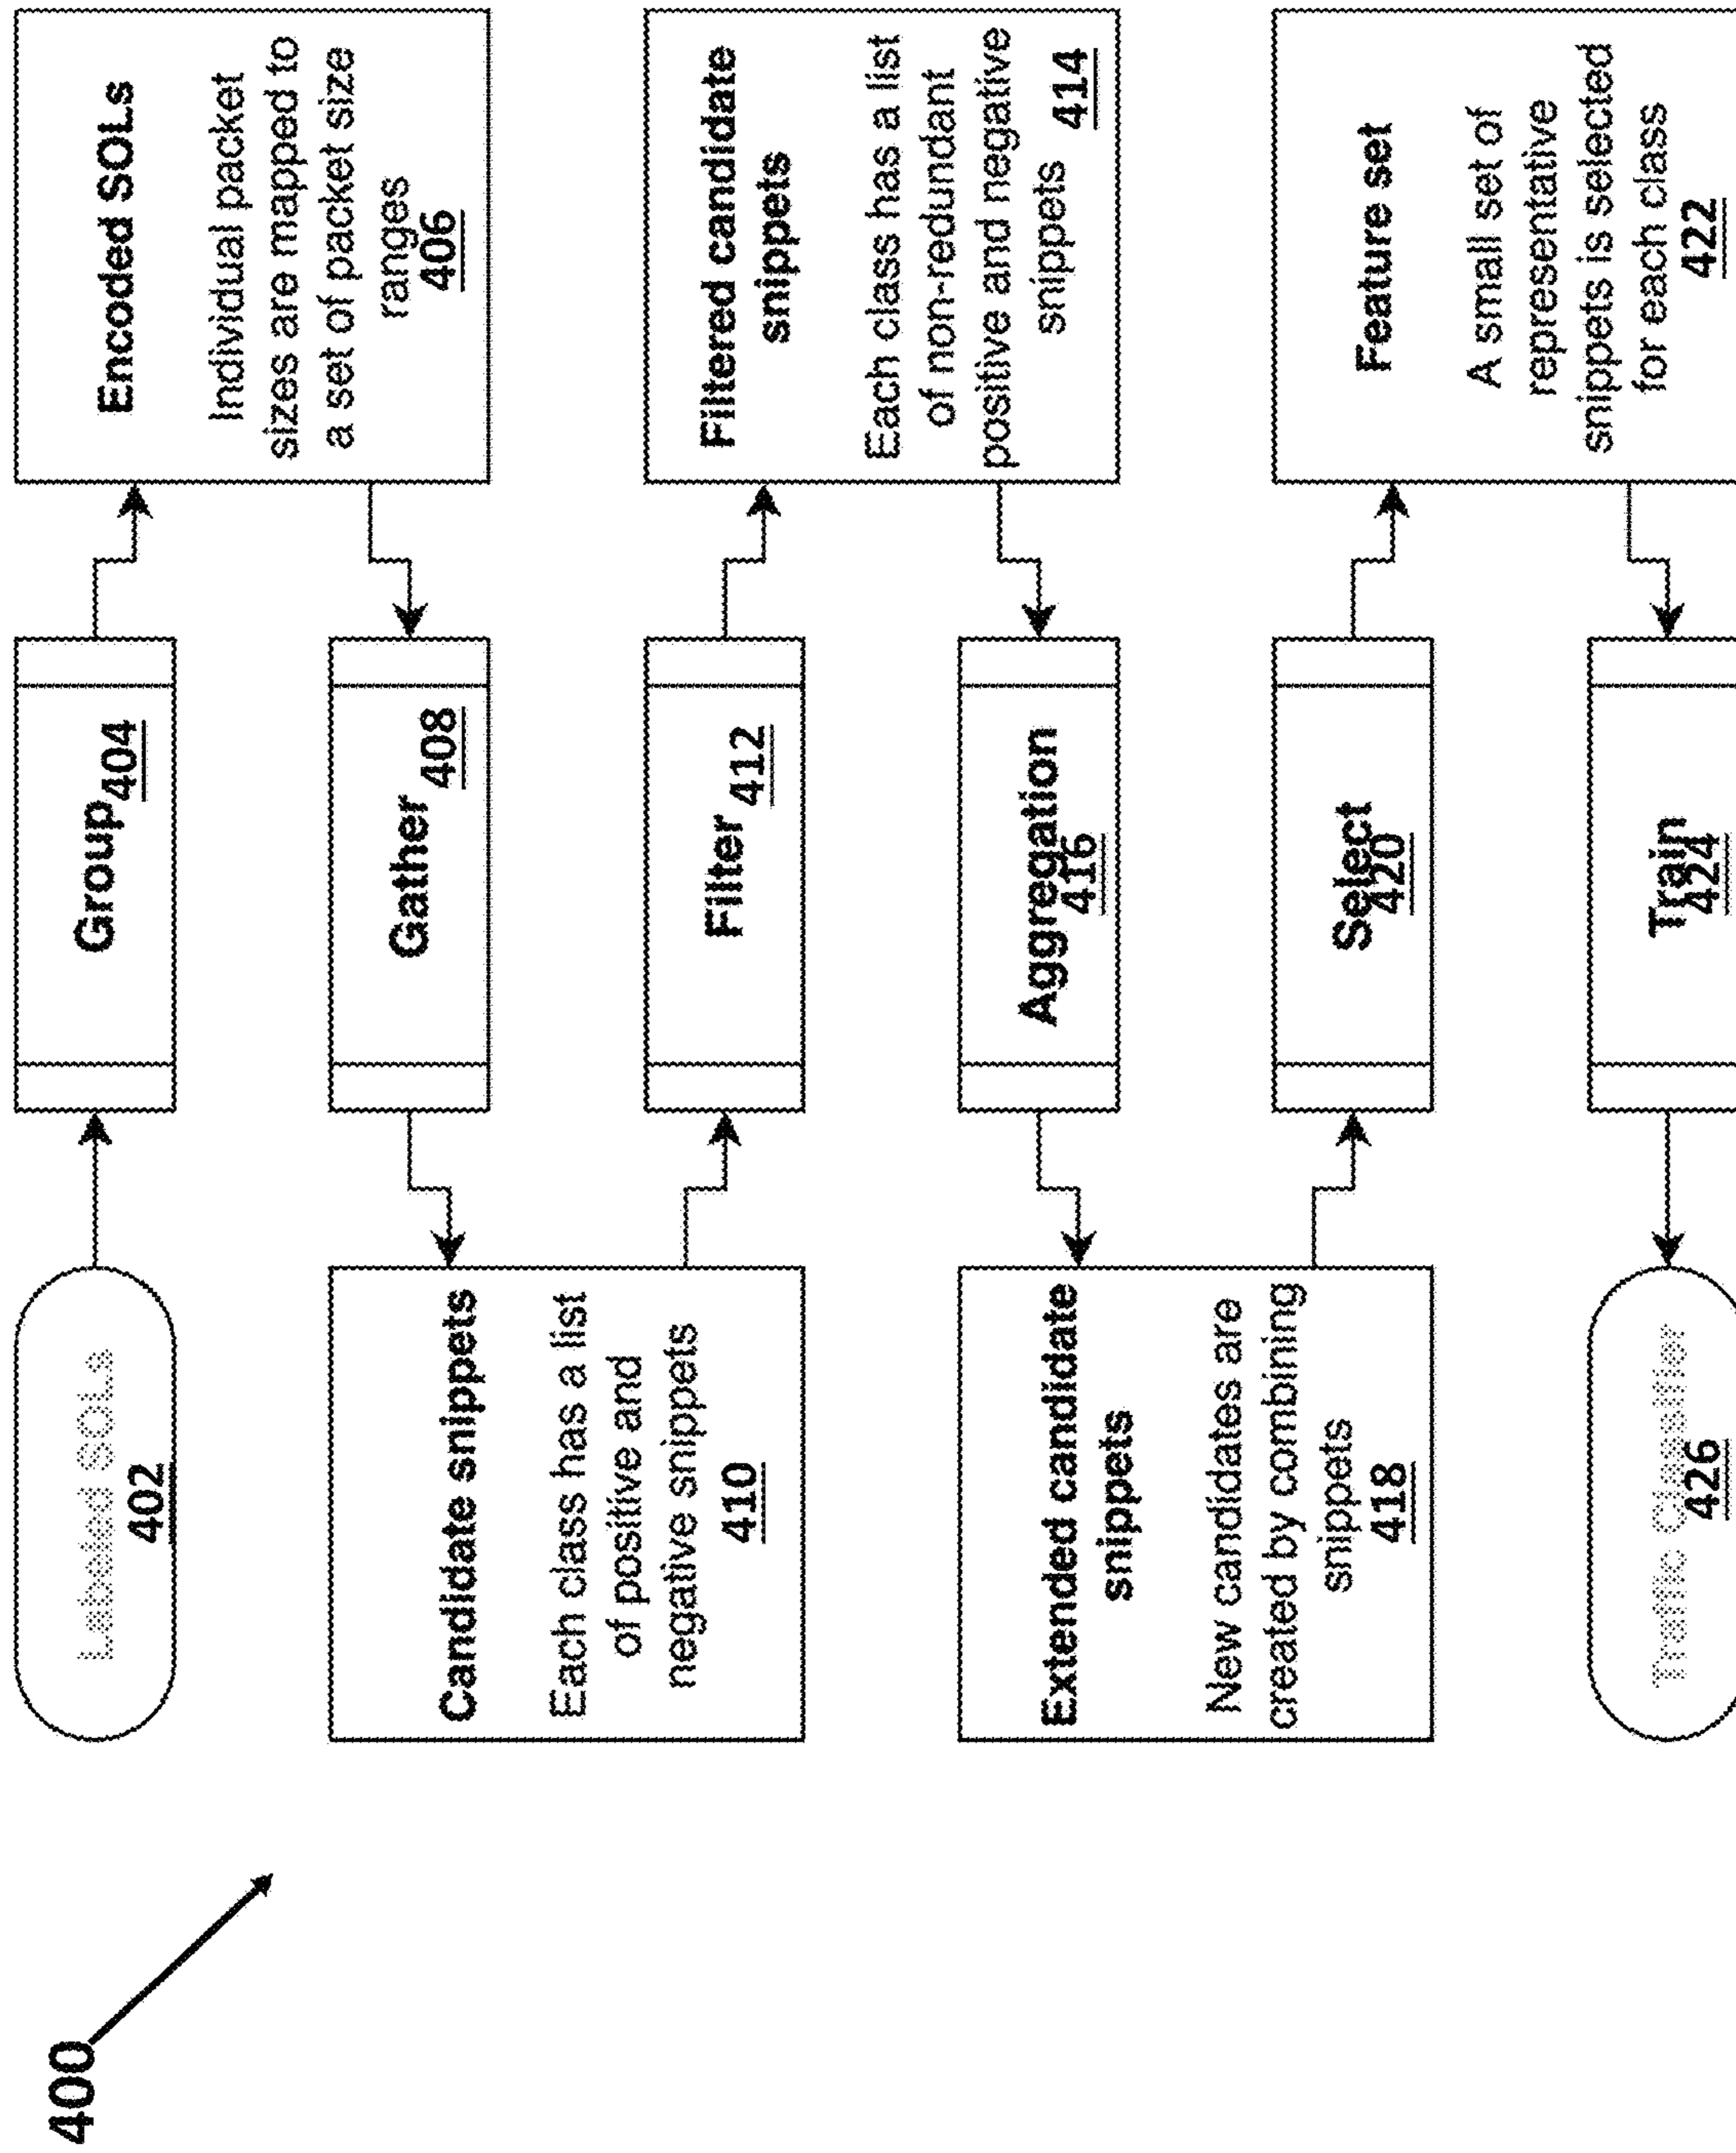 400
Labeled SOLs
402
Group
404
Encoded SOLs
Individual packet
sizes are mapped to
a set of packet size
ranges
406
Gather
408
Candidate snippets
Each class has a list
of positive and
negative snippets
410
Filter
412
Filtered candidate
snippets
Each class has a list
of non-redundant
positive and negative
snippets
414
Aggregation
416
Extended candidate
snippets
New candidates are
created by combining
snippets
418
Select
420
Feature set
A small set of
representative
snippets is selected
for each class
422
Train
424
Traffic Classifier
426